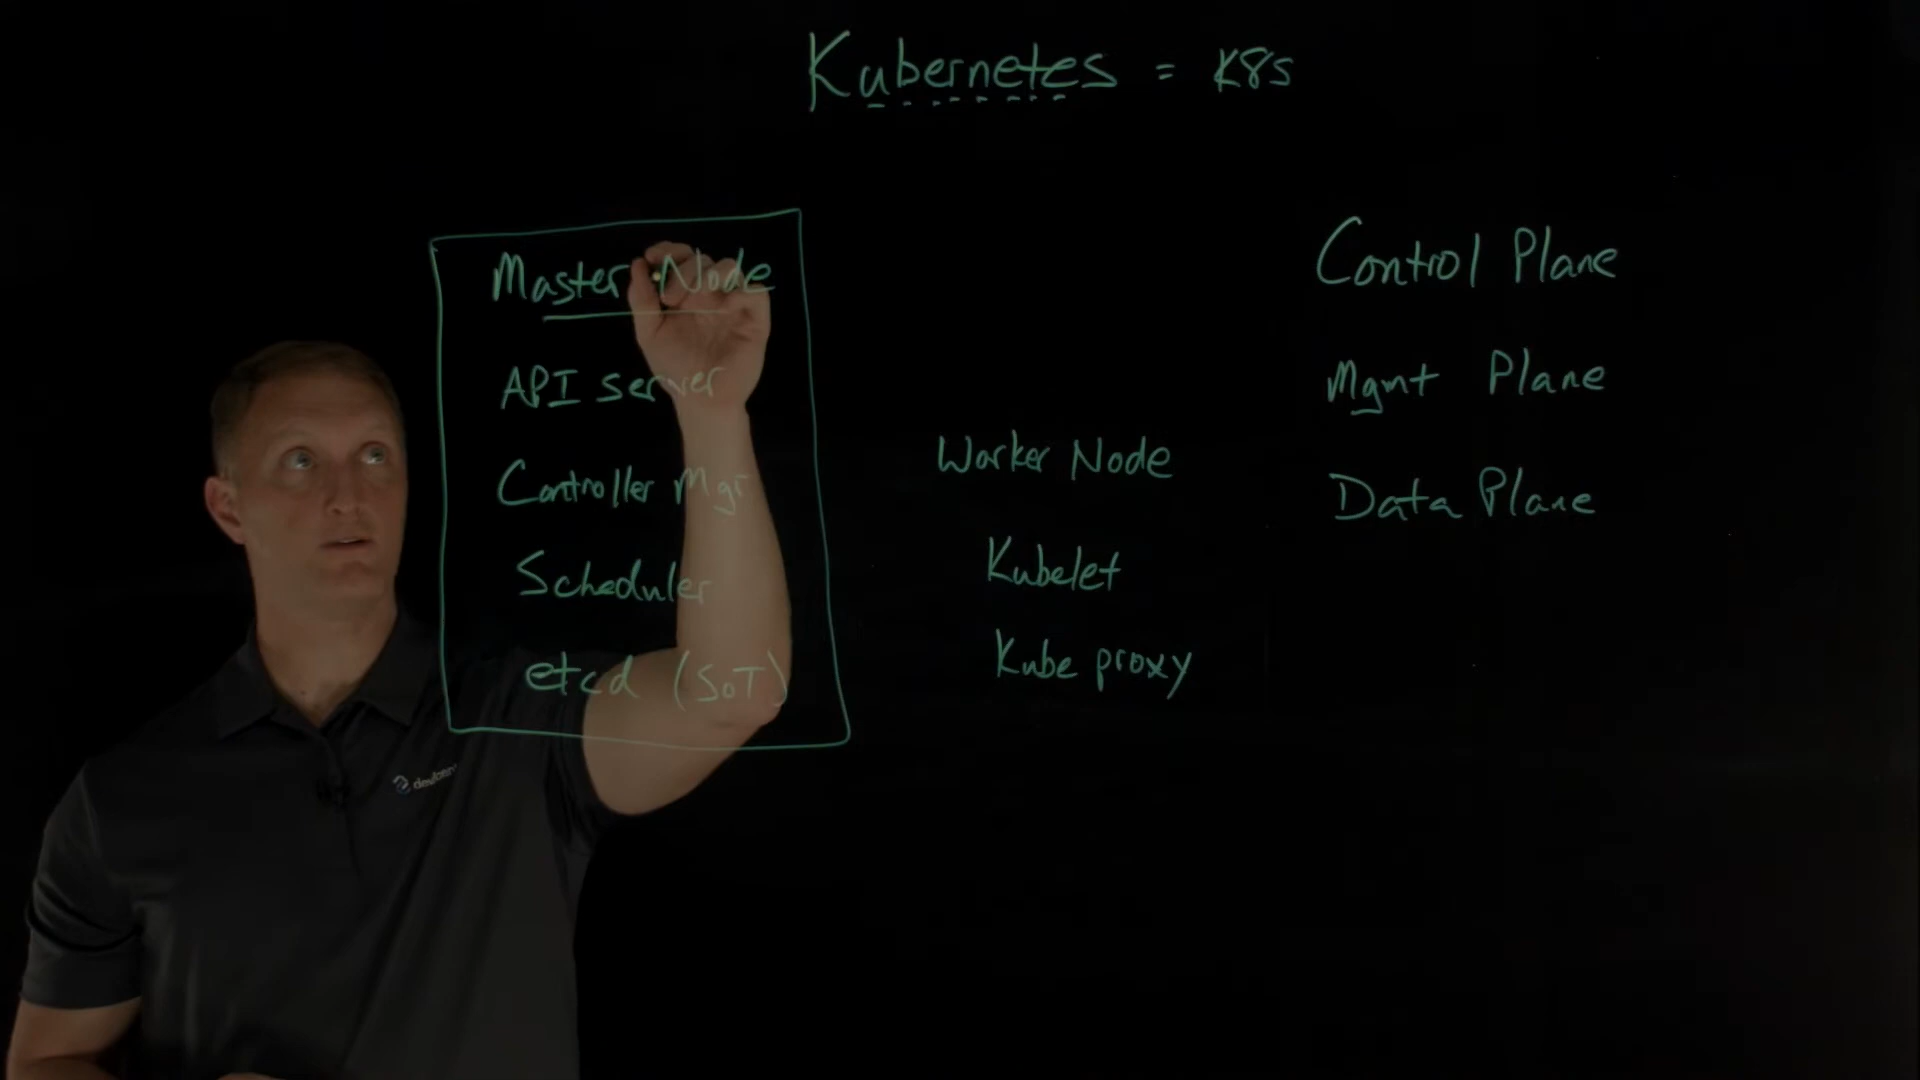 Kubernetes = K8s
Master Node
API server
Controller Mgr
Scheduler
etcd (SoT)
Worker Node
Kubelet
Kube proxy
Control Plane
Mgmt Plane
Data Plane